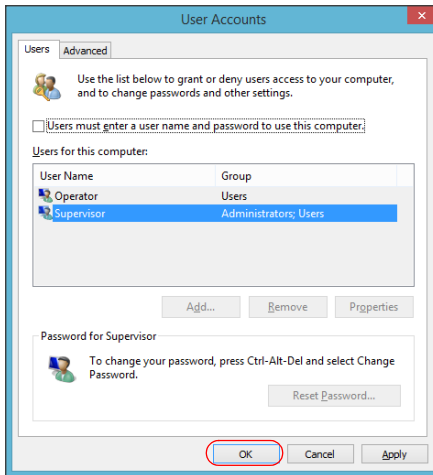 User Accounts
Users
Advanced
Use the list below to grant or deny users access to your computer,
and to change passwords and other settings.
Users must enter a user name and password to use this computer.
Users for this computer:
User Name Group
Operator Users
Supervisor Administrators; Users
Add... Remove Properties
Password for Supervisor
To change your password, press Ctrl-Alt-Del and select Change
Password.
Reset Password...
OK Cancel Apply